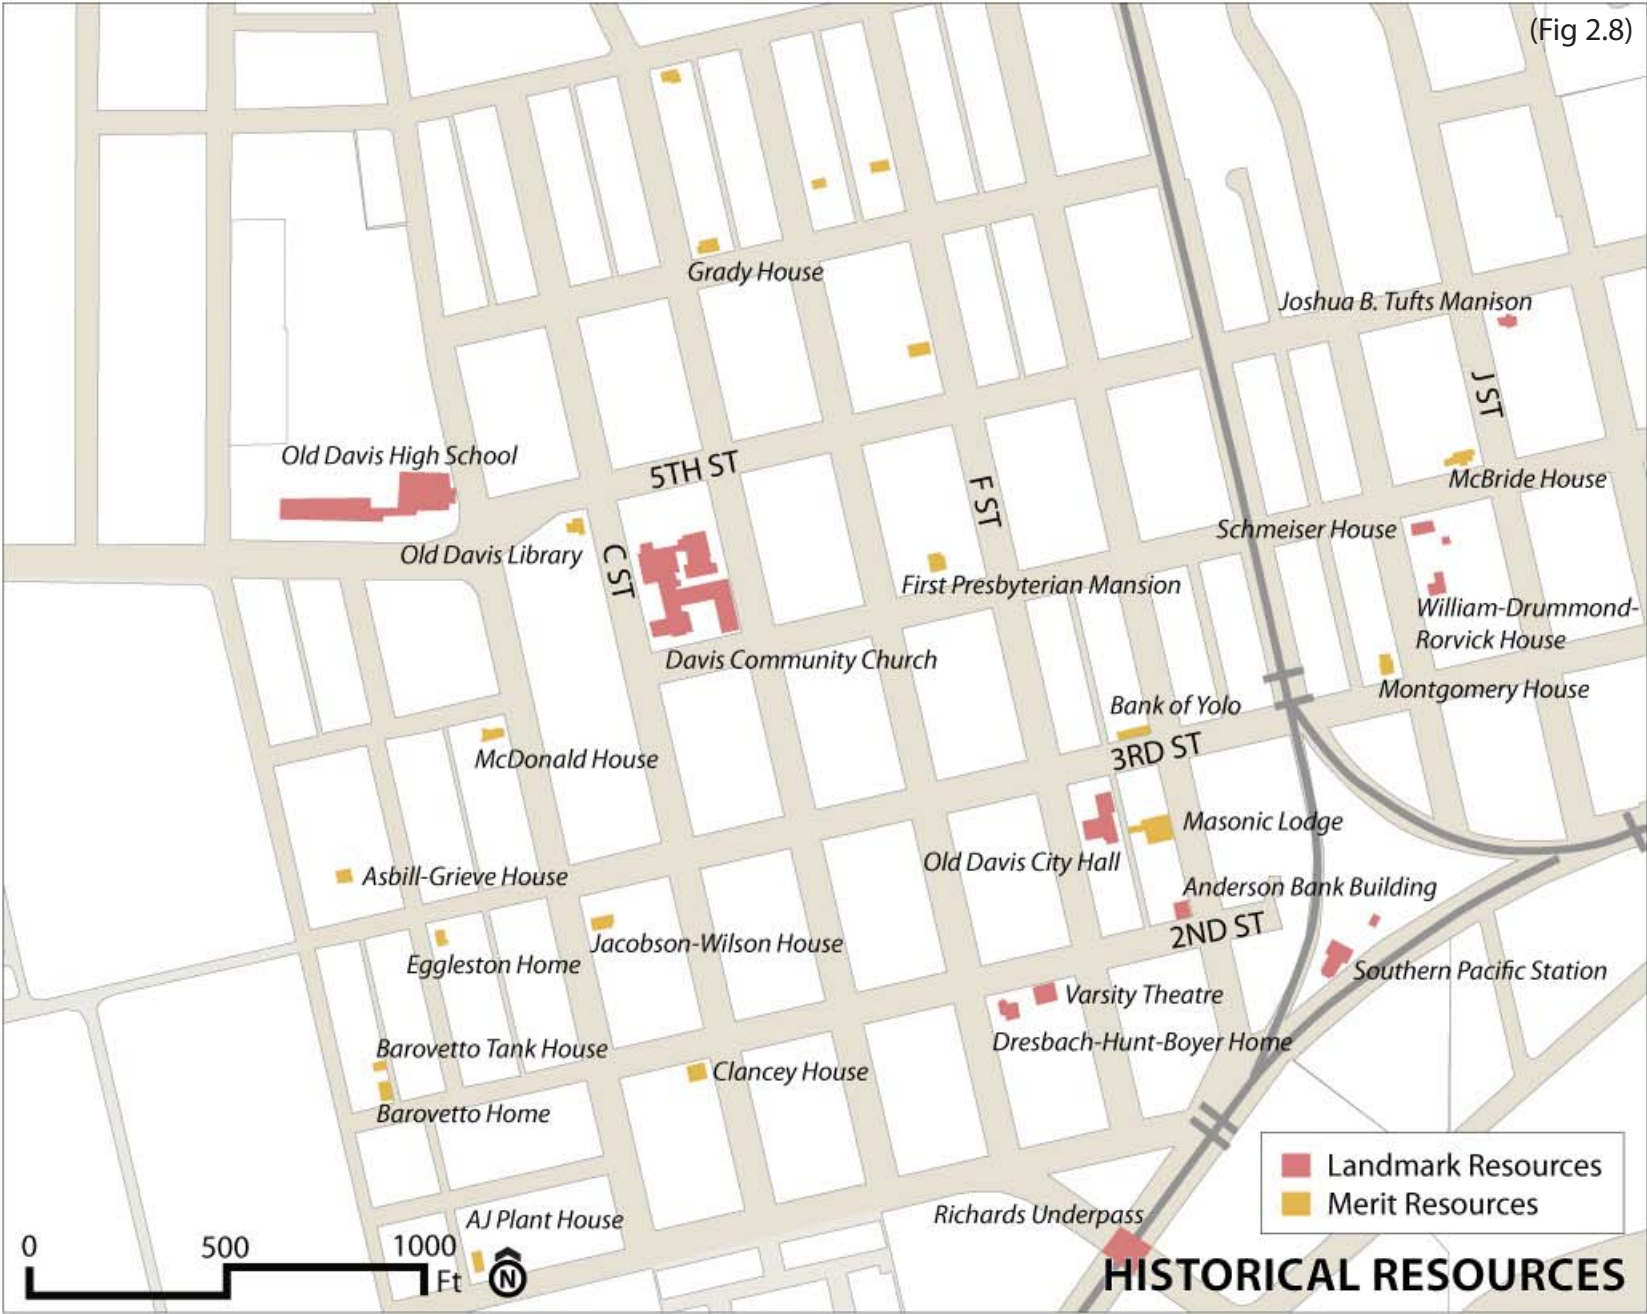 (Fig 2.8)
Grady House
Joshua B. Tufts Manison
J ST
Old Davis High School
5TH ST
F ST
McBride House
Schmeiser House
Old Davis Library
C ST
First Presbyterian Mansion
William-Drummond-
Rorvick House
Davis Community Church
Montgomery House
Bank of Yolo
3RD ST
McDonald House
Masonic Lodge
Old Davis City Hall
Asbill-Grieve House
Anderson Bank Building
2ND ST
Jacobson-Wilson House
Eggleston Home
Southern Pacific Station
Varsity Theatre
Dresbach-Hunt-Boyer Home
Barovetto Tank House
Clancey House
Barovetto Home
Landmark Resources
Merit Resources
AJ Plant House
Richards Underpass
0 500 1000
Ft
N
HISTORICAL RESOURCES